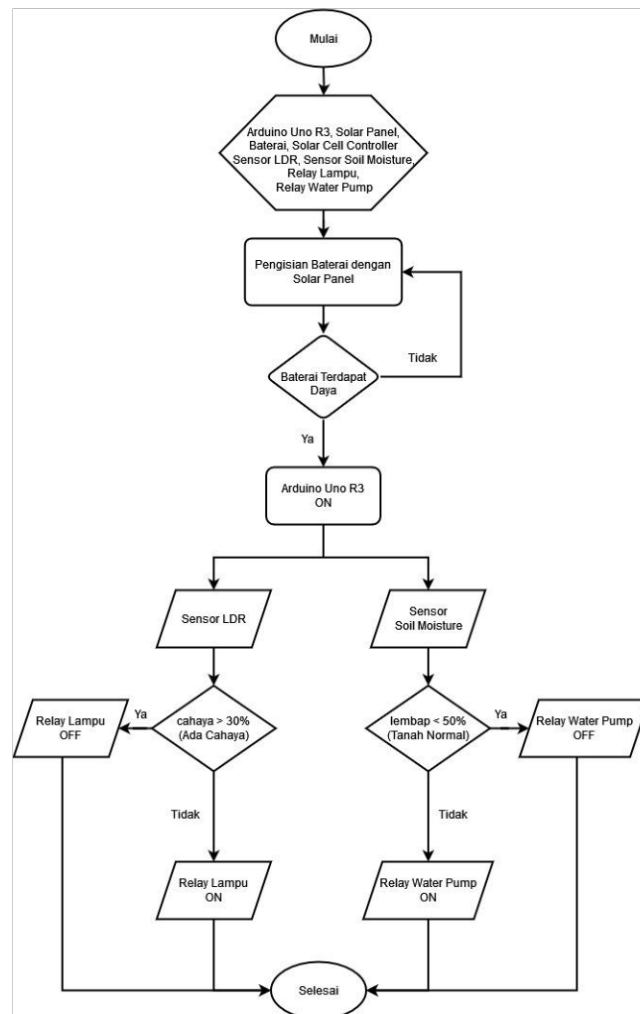 Mulai
Arduino Uno R3, Solar Panel,
Baterai, Solar Cell Controller
Sensor LDR, Sensor Soil Moisture,
Relay Lampu,
Relay Water Pump
Pengisian Baterai dengan
Solar Panel
Tidak
Baterai Terdapat
Daya
Ya
Arduino Uno R3
ON
Sensor LDR
Sensor
Soil Moisture
Relay Lampu
OFF
Ya
cahaya > 30%
(Ada Cahaya)
lembap < 50%
(Tanah Normal)
Ya
Relay Water Pump
OFF
Tidak
Tidak
Relay Lampu
ON
Relay Water Pump
ON
Selesai